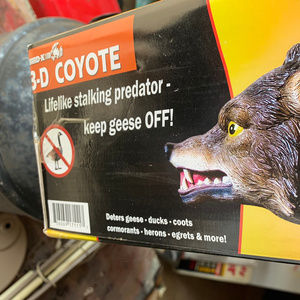 3-D COYOTE
Lifelike stalking predator -
keep geese OFF!
Deters geese - ducks - coots
cormorants - herons - egrets & more!